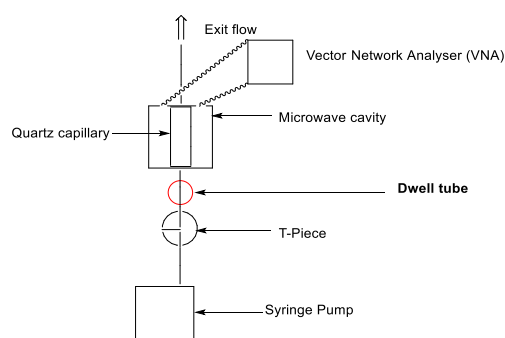 Exit flow
Vector Network Analyser (VNA)
Microwave cavity
Quartz capillary
Dwell tube
T-Piece
Syringe Pump